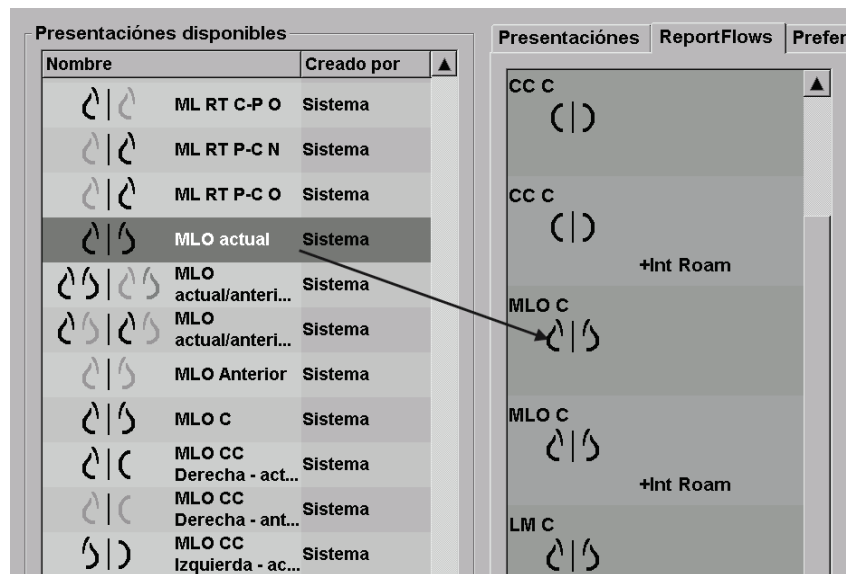 Presentaciónes disponibles
Nombre Creado por
ML RT C-P O Sistema
ML RT P-C N Sistema
ML RT P-C O Sistema
MLO actual Sistema
MLO
actual/anteri... Sistema
MLO
actual/anteri... Sistema
MLO Anterior Sistema
MLO C Sistema
MLO CC
Derecha - act... Sistema
MLO CC
Derecha - ant... Sistema
MLO CC
Izquierda - ac... Sistema
Presentaciónes ReportFlows Prefer
CC C
CC C
+Int Roam
MLO C
MLO C
+Int Roam
LM C